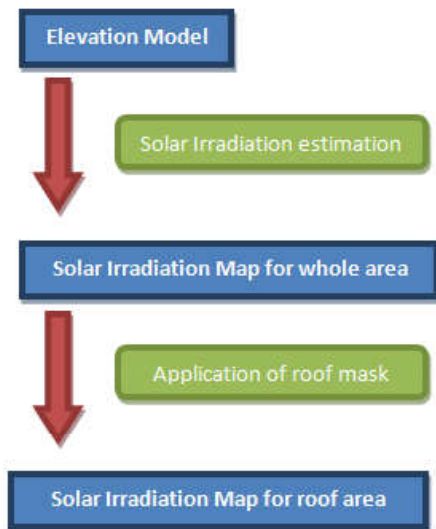 Elevation Model
Solar Irradiation estimation
Solar Irradiation Map for whole area
Application of roof mask
Solar Irradiation Map for roof area